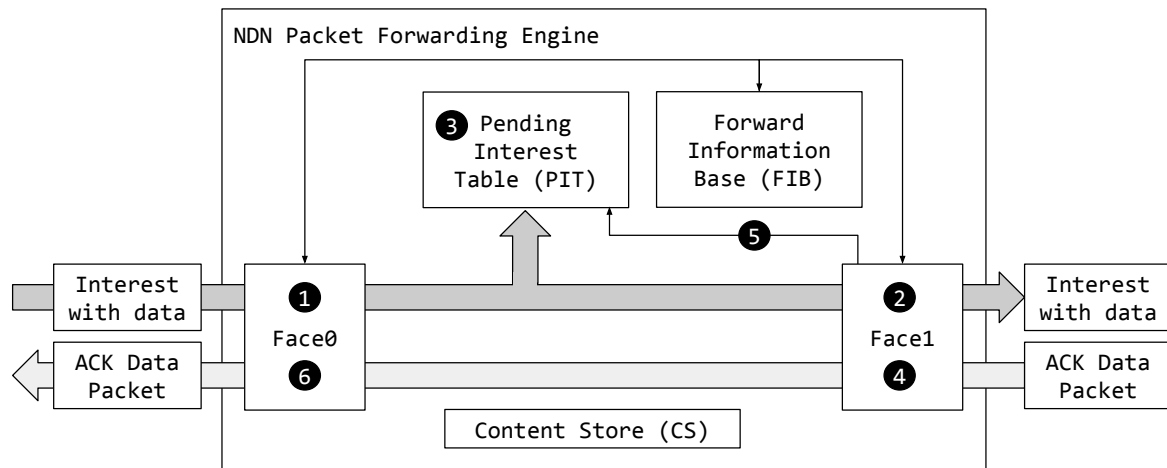 NDN Packet Forwarding Engine
3
Pending
Interest
Table (PIT)
Forward
Information
Base (FIB)
5
Interest
with data
1
2
Interest
with data
Face0
Face1
ACK Data
Packet
6
4
ACK Data
Packet
Content Store (CS)